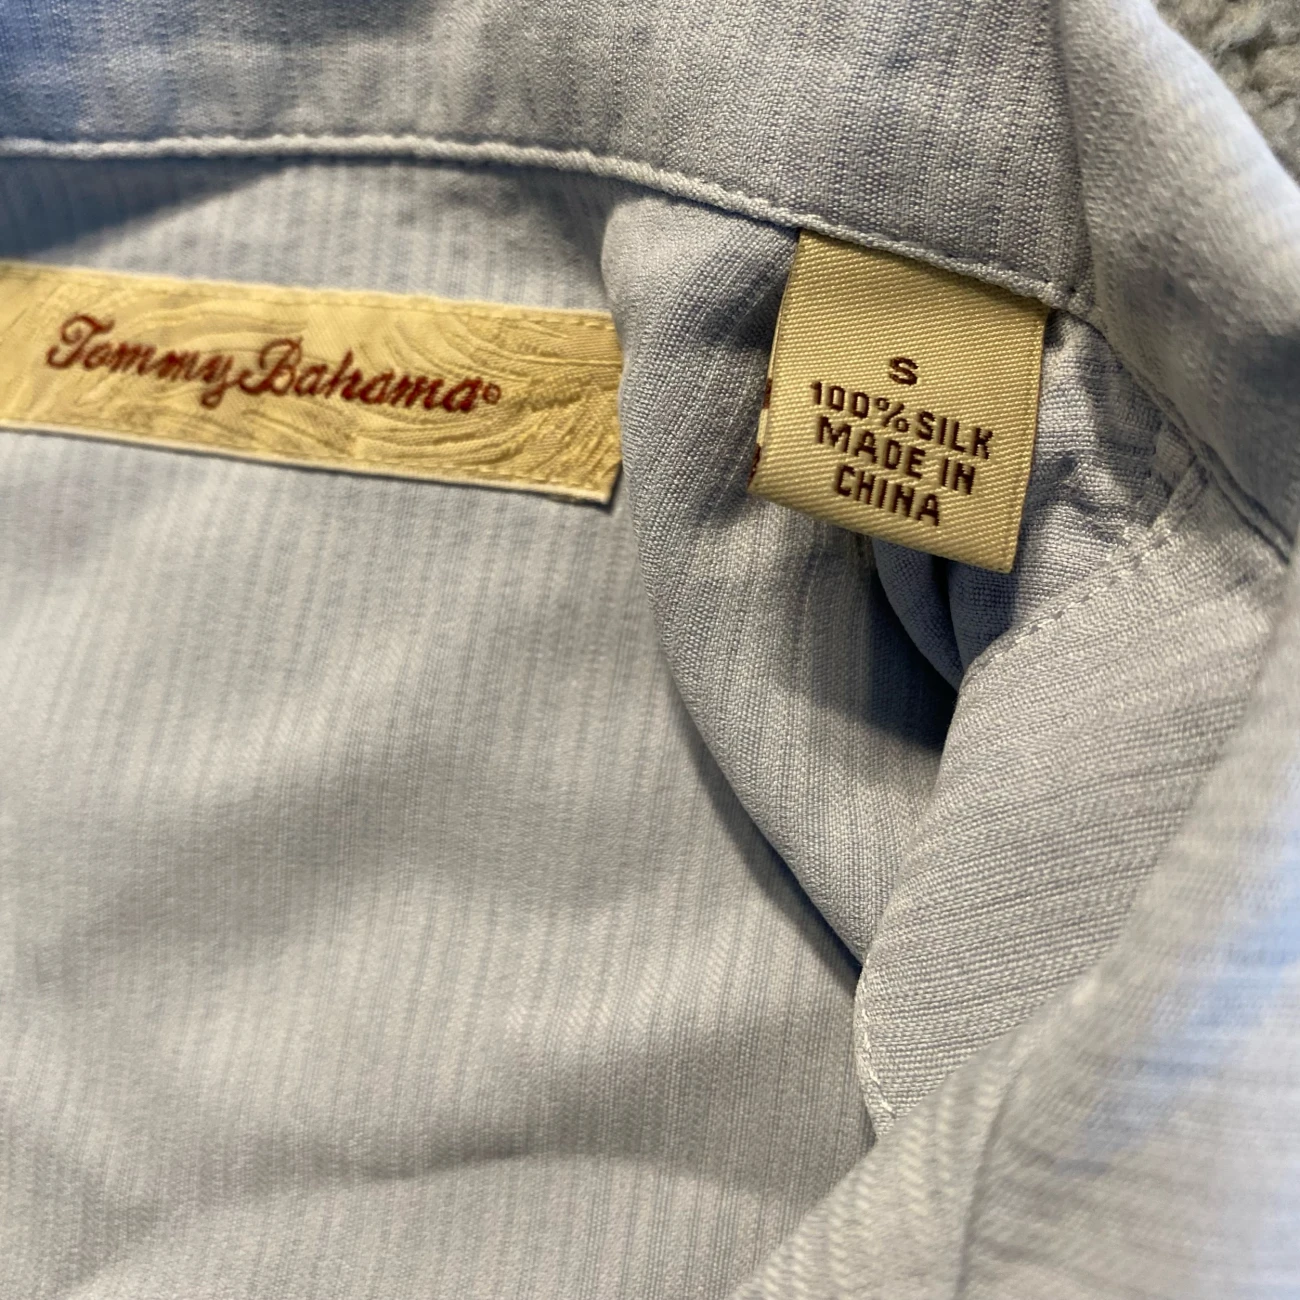 Tommy Bahama®
S
100% SILK
MADE IN
CHINA